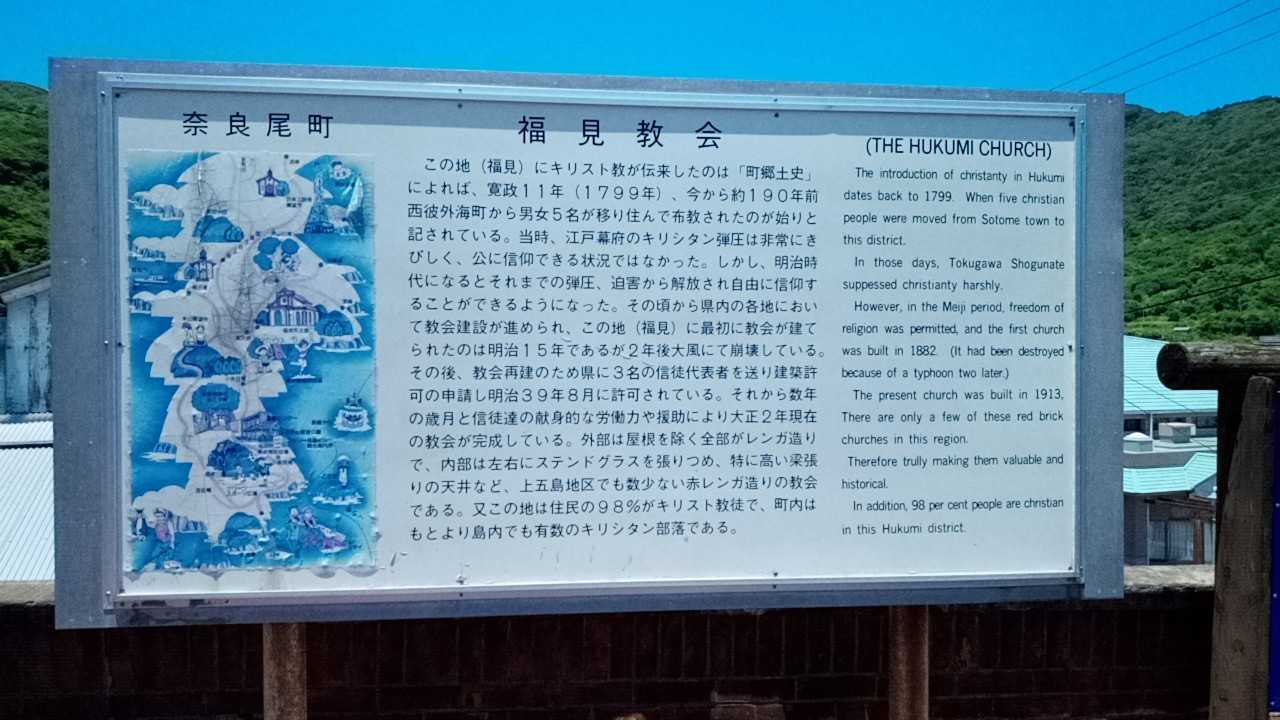 奈良尾町
福見教会
この地（福見）にキリスト教が伝来したのは「町郷土史」
によれば、寛政１１年（１７９９年）、今から約１９０年前
西彼外海町から男女５名が移り住んで布教されたのが始りと
記されている。当時、江戸幕府のキリシタン弾圧は非常にき
びしく、公に信仰できる状況ではなかった。しかし、明治時
代になるとそれまでの弾圧、迫害から解放され自由に信仰す
ることができるようになった。その頃から県内の各地におい
て教会建設が進められ、この地（福見）に最初に教会が建て
られたのは明治１５年であるが２年後大風にて崩壊している。
その後、教会再建のため県に３名の信徒代表者を送り建築許
可の申請し明治３９年８月に許可されている。それから数年
の歳月と信徒達の献身的な労働力や援助により大正２年現在
の教会が完成している。外部は屋根を除く全部がレンガ造り
で、内部は左右にステンドグラスを張りつめ、特に高い梁張
りの天井など、上五島地区でも数少ない赤レンガ造りの教会
である。又この地は住民の９８％がキリスト教徒で、町内は
もとより島内でも有数のキリシタン部落である。
(THE HUKUMI CHURCH)
The introduction of christanty in Hukumi
dates back to 1799. When five christian
people were moved from Sotome town to
this district.
In those days, Tokugawa Shogunate
suppessed christianty harshly.
However, in the Meiji period, freedom of
religion was permitted, and the first church
was built in 1882. (It had been destroyed
because of a typhoon two later.)
The present church was built in 1913,
There are only a few of these red brick
churches in this region.
Therefore trully making them valuable and
historical.
In addition, 98 per cent people are christian
in this Hukumi district.